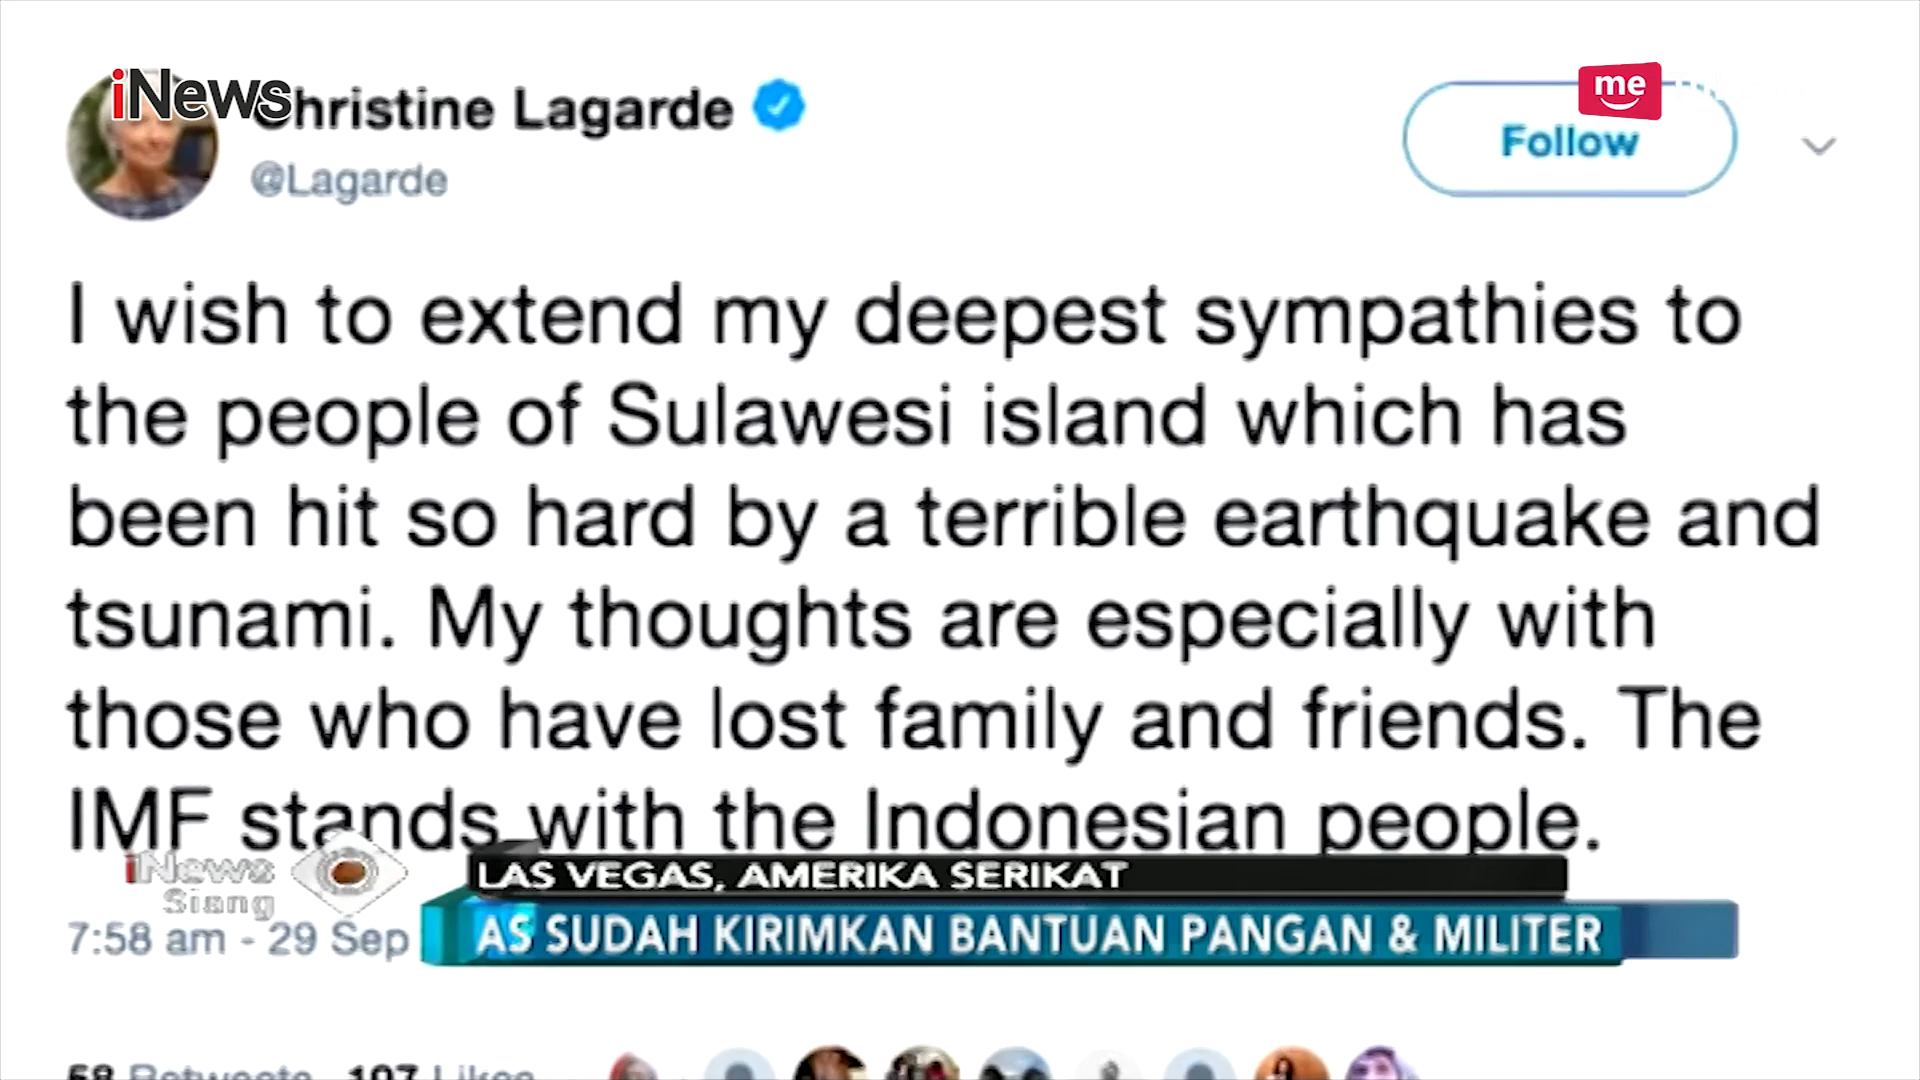 iNews
Christine Lagarde
@Lagarde
me
Follow
I wish to extend my deepest sympathies to
the people of Sulawesi island which has
been hit so hard by a terrible earthquake and
tsunami. My thoughts are especially with
those who have lost family and friends. The
IMF stands with the Indonesian people.
iNews
Siang
LAS VEGAS, AMERIKA SERIKAT
7:58 am - 29 Sep
AS SUDAH KIRIMKAN BANTUAN PANGAN & MILITER
58 Retweets 107 Likes